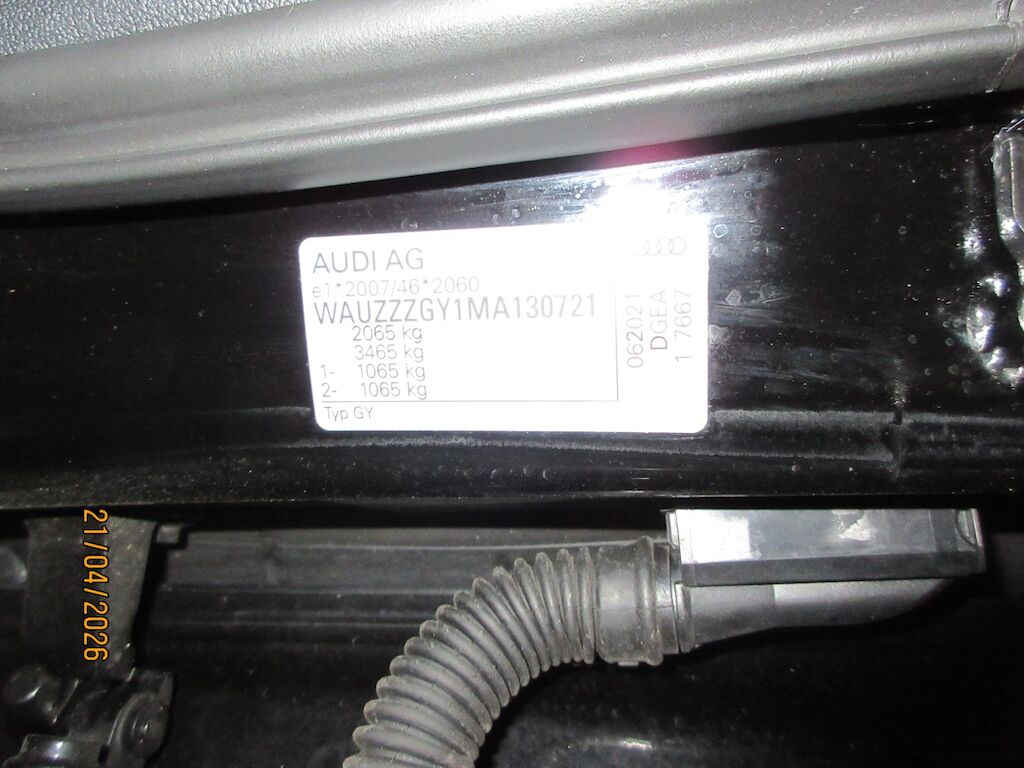 AUDI AG
e1*2007/46*2060
WAUZZZGY1MA130721
2065 kg
3465 kg
1- 1065 kg
2- 1065 kg
Typ GY
062021
DGEA
1 7667
21/04/2026